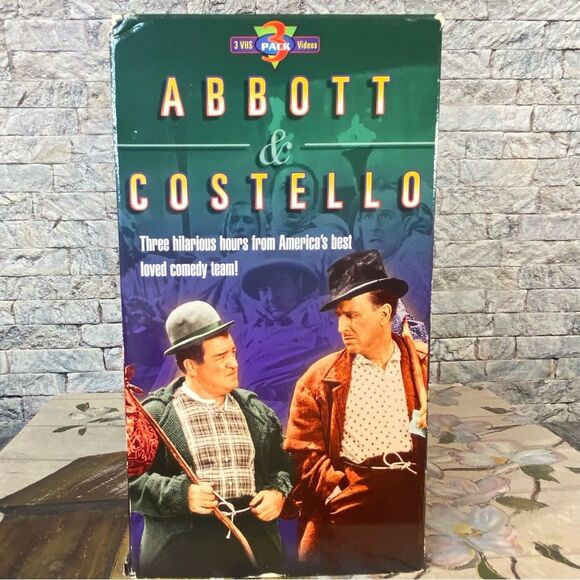 3 VHS 3 PACK Videos
ABBOTT
&
COSTELLO
Three hilarious hours from America's best
loved comedy team!